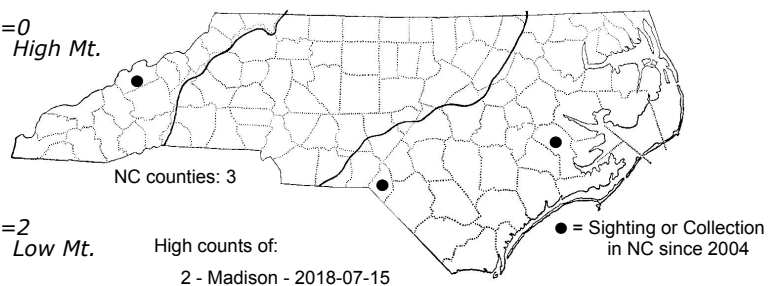 =0
High Mt.
NC counties: 3
=2
Low Mt.
High counts of:
2 - Madison - 2018-07-15
● = Sighting or Collection
in NC since 2004